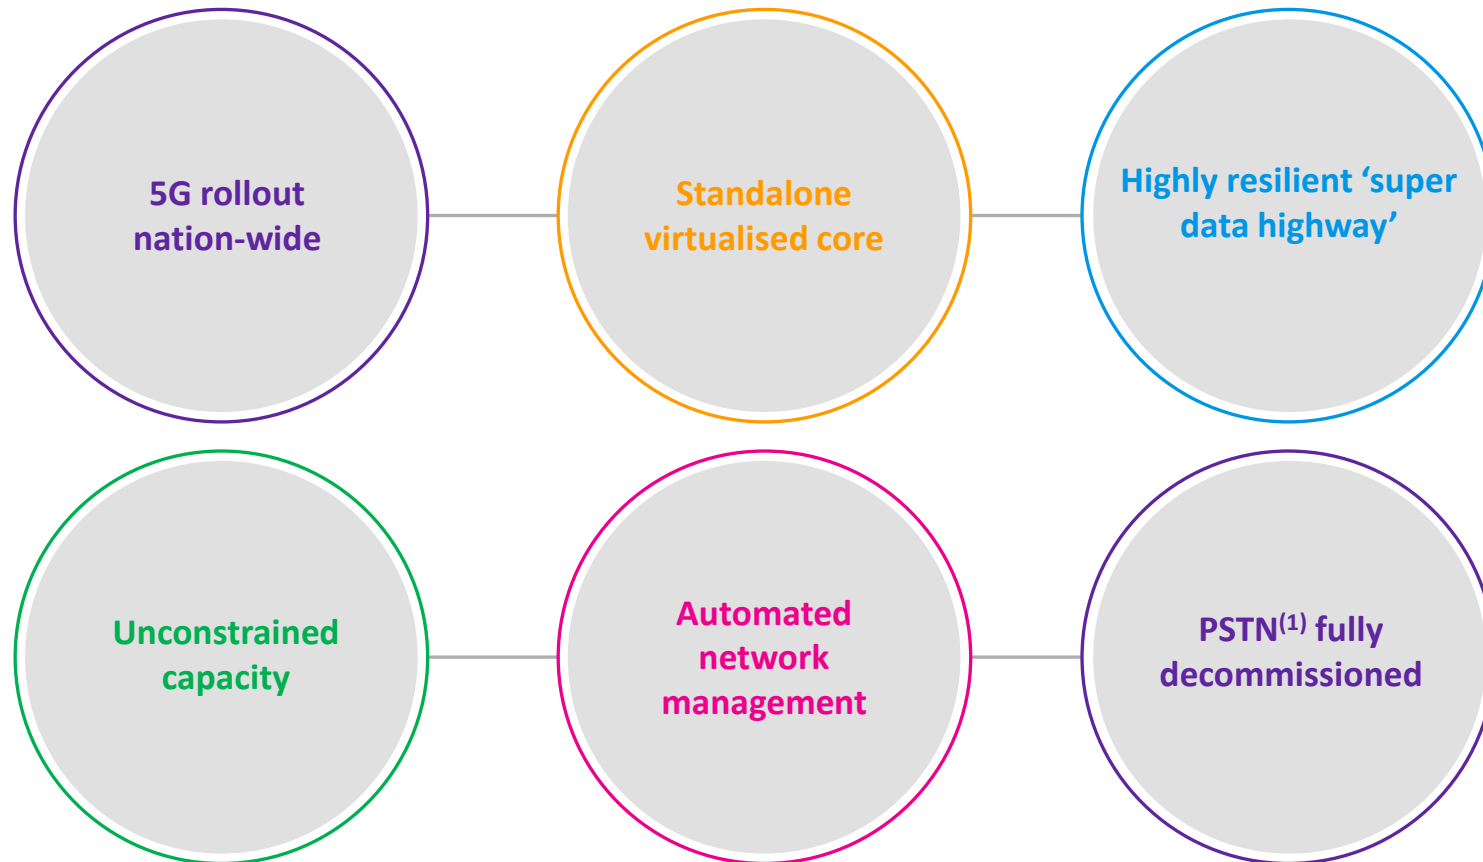 5G rollout
nation-wide
Standalone
virtualised core
Highly resilient ‘super
data highway’
Unconstrained
capacity
Automated
network
management
PSTN(1) fully
decommissioned